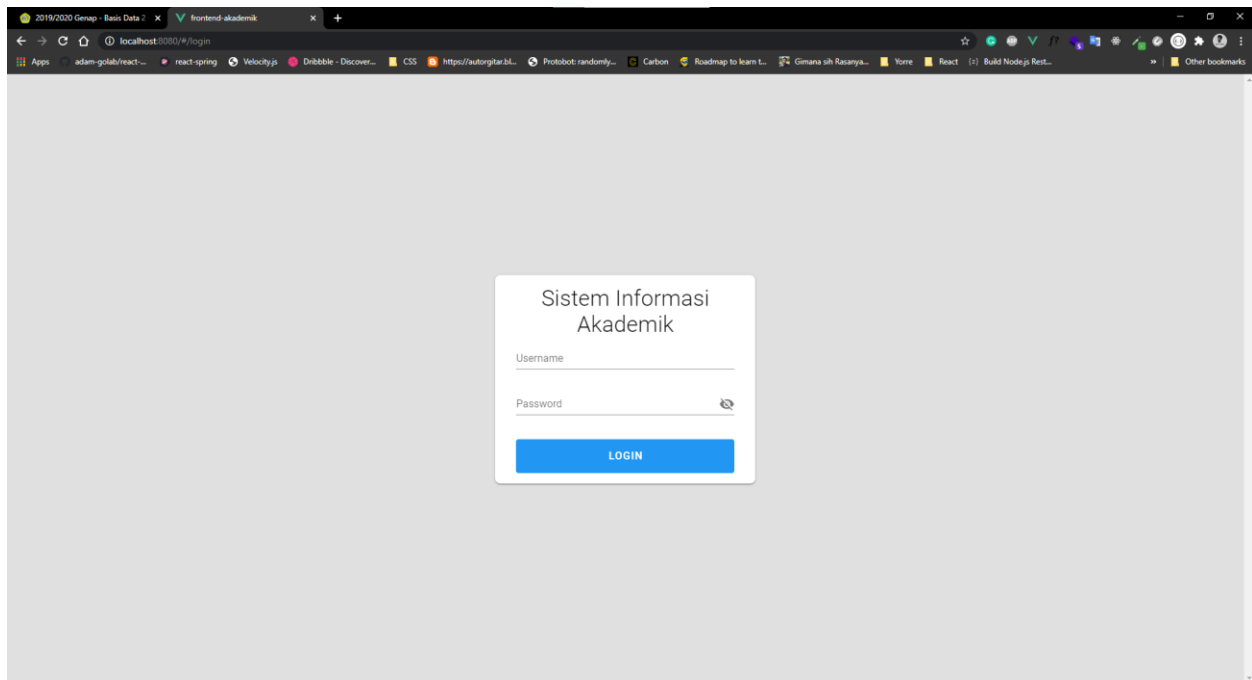 2019/2020 Genap - Basis Data 2
frontend-akademik
localhost:8080/#/login
Apps
adam-golab/react-...
react-spring
Velocity.js
Dribbble - Discover...
CSS
https://autorgitar.bl...
Protobot: randomly...
Carbon
Roadmap to learn t...
Gimana sih Rasanya...
Yorre
React
Build Node.js Rest...
Other bookmarks
Sistem Informasi
Akademik
Username
Password
LOGIN